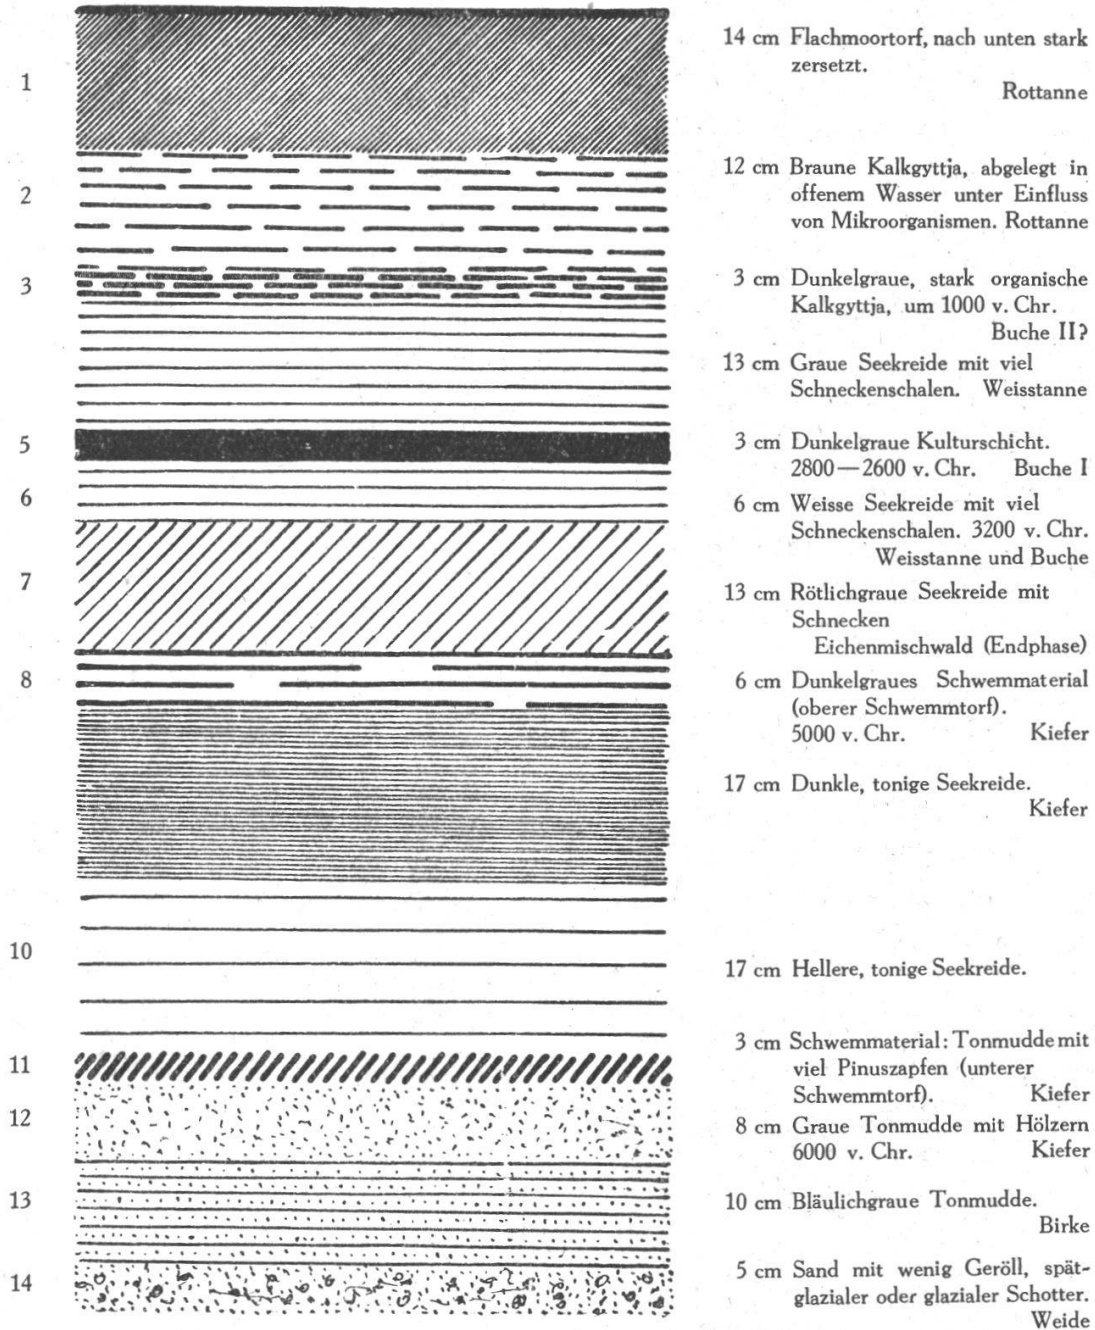 1
14 cm Flachmoortorf, nach unten stark
zersetzt.
Rottanne
2
12 cm Braune Kalkgyttja, abgelegt in
offenem Wasser unter Einfluss
von Mikroorganismen. Rottanne
3
3 cm Dunkelgraue, stark organische
Kalkgyttja, um 1000 v. Chr.
Buche II?
13 cm Graue Seekreide mit viel
Schneckenschalen. Weisstanne
5
3 cm Dunkelgraue Kulturschicht.
2800—2600 v. Chr. Buche I
6
6 cm Weisse Seekreide mit viel
Schneckenschalen. 3200 v. Chr.
Weisstanne und Buche
7
13 cm Rötlichgraue Seekreide mit
Schnecken
Eichenmischwald (Endphase)
8
6 cm Dunkelgraues Schwemmaterial
(oberer Schwemmtorf).
5000 v. Chr. Kiefer
17 cm Dunkle, tonige Seekreide.
Kiefer
10
17 cm Hellere, tonige Seekreide.
11
3 cm Schwemmaterial: Tonmudde mit
viel Pinuszapfen (unterer
Schwemmtorf). Kiefer
12
8 cm Graue Tonmudde mit Hölzern
6000 v. Chr. Kiefer
13
10 cm Bläulichgraue Tonmudde.
Birke
14
5 cm Sand mit wenig Geröll, spät-
glazialer oder glazialer Schotter.
Weide